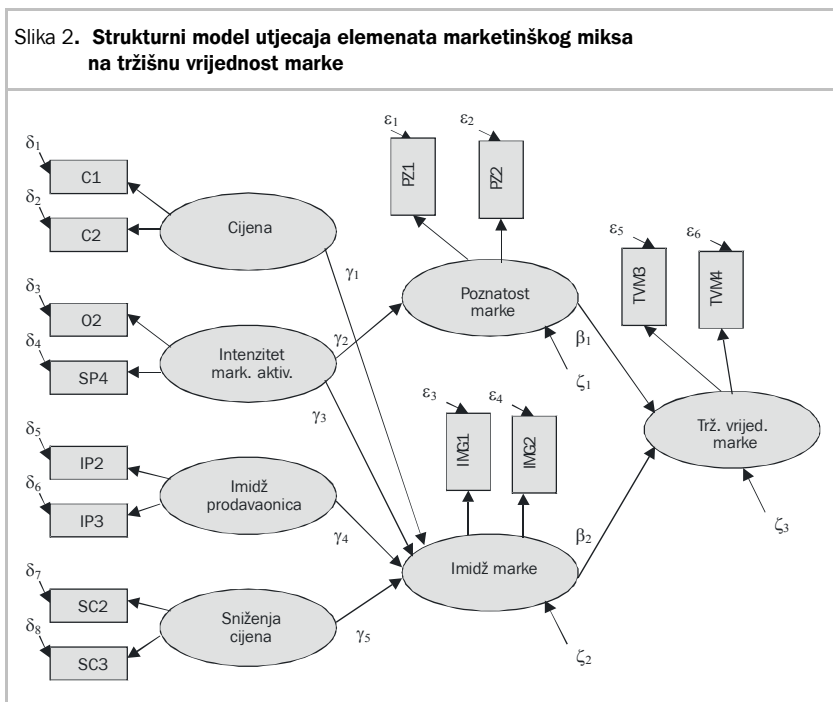 Slika 2. Strukturni model utjecaja elemenata marketinškog miksa
na tržišnu vrijednost marke
δ1
C1
δ2
C2
Cijena
δ3
O2
δ4
SP4
Intenzitet
mark. aktiv.
δ5
IP2
δ6
IP3
Imidž
prodavaonica
δ7
SC2
δ8
SC3
Sniženja
cijena
γ1
γ2
γ3
γ4
γ5
ε1
PZ1
ε2
PZ2
Poznatost
marke
ζ1
ε3
IMG1
ε4
IMG2
Imidž marke
ζ2
β1
β2
ε5
TVM3
ε6
TVM4
Trž. vrijed.
marke
ζ3